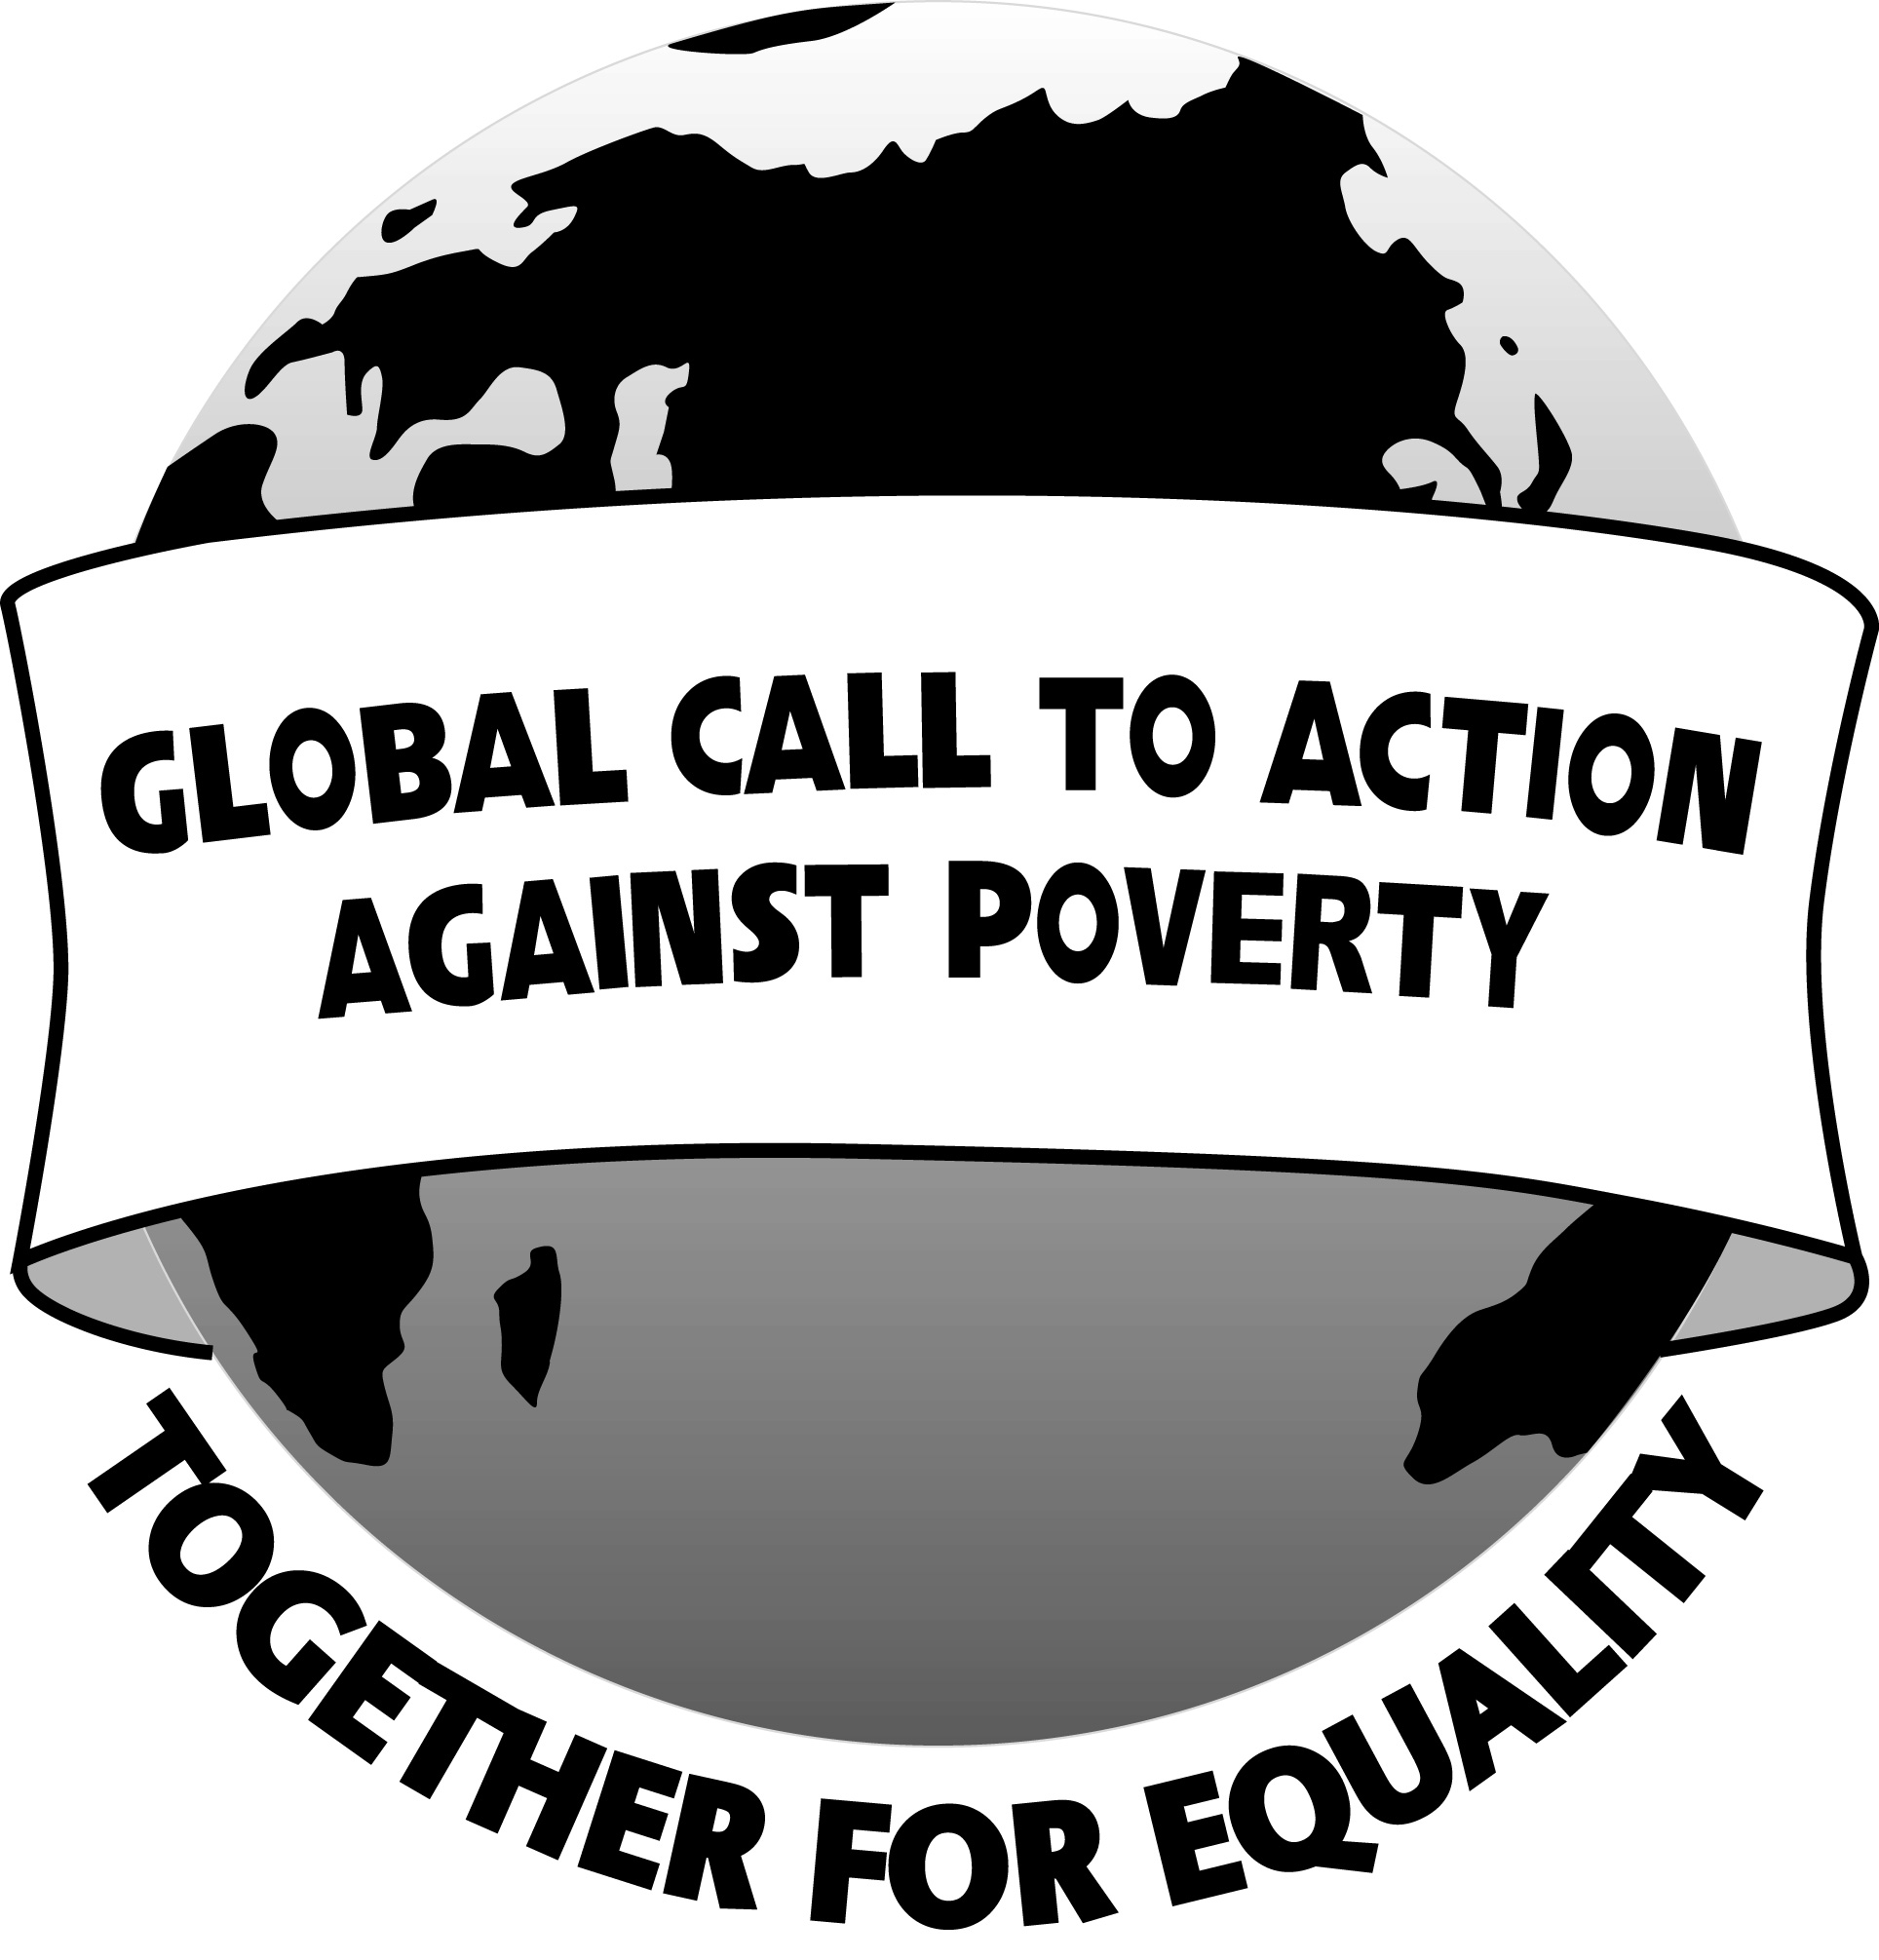 GLOBAL CALL TO ACTION
AGAINST POVERTY
TOGETHER FOR EQUALITY